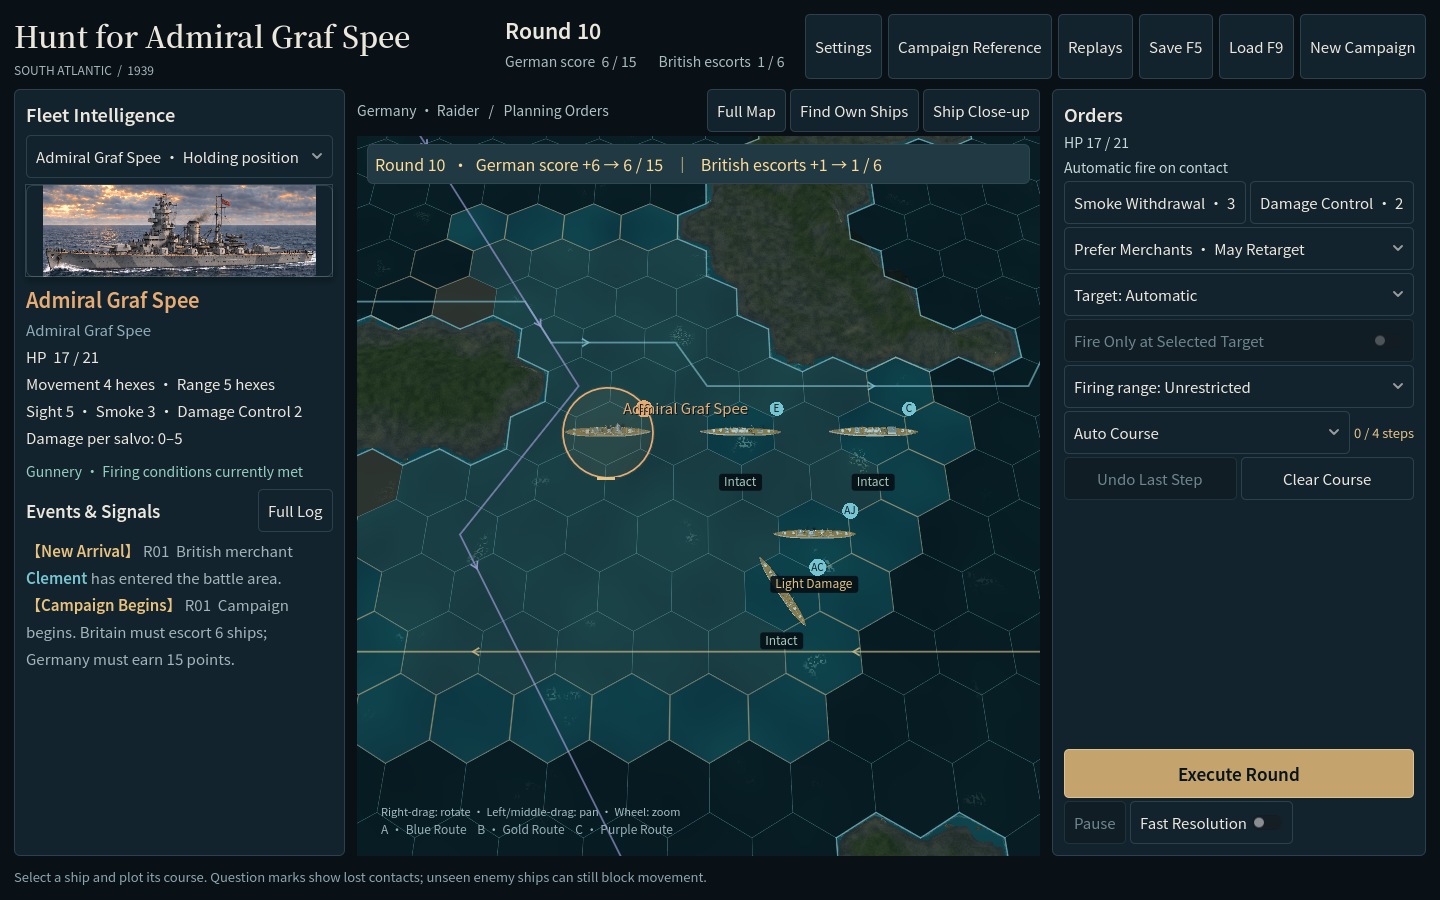 Hunt for Admiral Graf Spee
SOUTH ATLANTIC / 1939
Round 10
German score 6 / 15 British escorts 1 / 6
Settings
Campaign Reference
Replays
Save F5
Load F9
New Campaign
Fleet Intelligence
Admiral Graf Spee • Holding position
Admiral Graf Spee
Admiral Graf Spee
HP 17 / 21
Movement 4 hexes • Range 5 hexes
Sight 5 • Smoke 3 • Damage Control 2
Damage per salvo: 0–5
Gunnery • Firing conditions currently met
Events & Signals
Full Log
【New Arrival】 R01 British merchant
Clement has entered the battle area.
【Campaign Begins】 R01 Campaign
begins. Britain must escort 6 ships;
Germany must earn 15 points.
Germany • Raider / Planning Orders
Full Map
Find Own Ships
Ship Close-up
Round 10 • German score +6 → 6 / 15 | British escorts +1 → 1 / 6
Admiral Graf Spee
E
C
Intact
Intact
AJ
AC
Light Damage
Intact
Right-drag: rotate • Left/middle-drag: pan • Wheel: zoom
A • Blue Route B • Gold Route C • Purple Route
Orders
HP 17 / 21
Automatic fire on contact
Smoke Withdrawal • 3
Damage Control • 2
Prefer Merchants • May Retarget
Target: Automatic
Fire Only at Selected Target
Firing range: Unrestricted
Auto Course
0 / 4 steps
Undo Last Step
Clear Course
Execute Round
Pause
Fast Resolution
Select a ship and plot its course. Question marks show lost contacts; unseen enemy ships can still block movement.